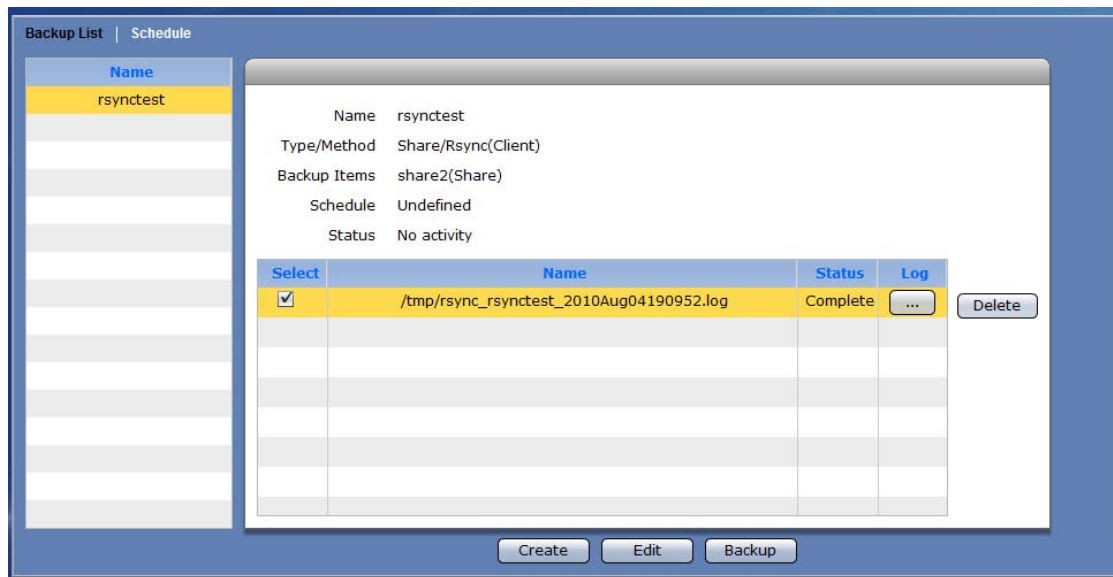 Backup List | Schedule
Name
rsynctest
Name rsynctest
Type/Method Share/Rsync(Client)
Backup Items share2(Share)
Schedule Undefined
Status No activity
Select Name Status Log
/tmp/rsync_rsynctest_2010Aug04190952.log Complete ... Delete
Create Edit Backup